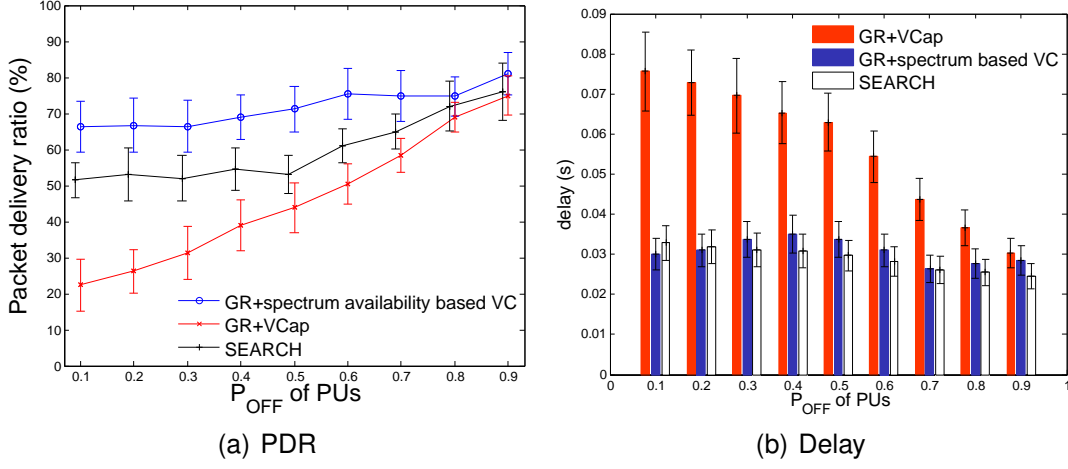 100
90
80
70
60
50
40
30
20
10
0
Packet delivery ratio (%)
GR+spectrum availability based VC
GR+VCap
SEARCH
0.1 0.2 0.3 0.4 0.5 0.6 0.7 0.8 0.9
P_OFF of PUs
(a) PDR
0.09
0.08
0.07
0.06
0.05
0.04
0.03
0.02
0.01
delay (s)
GR+VCap
GR+spectrum based VC
SEARCH
0 0.1 0.2 0.3 0.4 0.5 0.6 0.7 0.8 0.9 1
P_OFF of PUs
(b) Delay